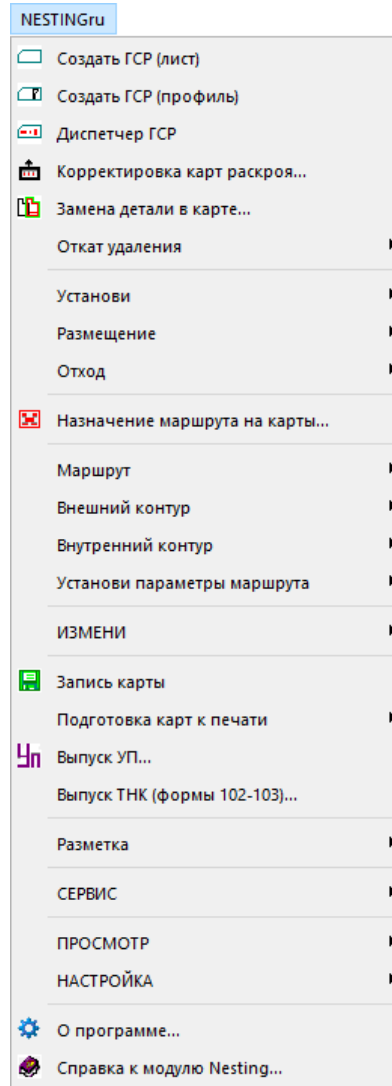 NESTINGru
Создать ГСР (лист)
Создать ГСР (профиль)
Диспетчер ГСР
Корректировка карт раскроя...
Замена детали в карте...
Откат удаления
Установи
Размещение
Отход
Назначение маршрута на карты...
Маршрут
Внешний контур
Внутренний контур
Установи параметры маршрута
ИЗМЕНИ
Запись карты
Подготовка карт к печати
Уп Выпуск УП...
Выпуск ТНК (формы 102-103)...
Разметка
СЕРВИС
ПРОСМОТР
НАСТРОЙКА
О программе...
Справка к модулю Nesting...